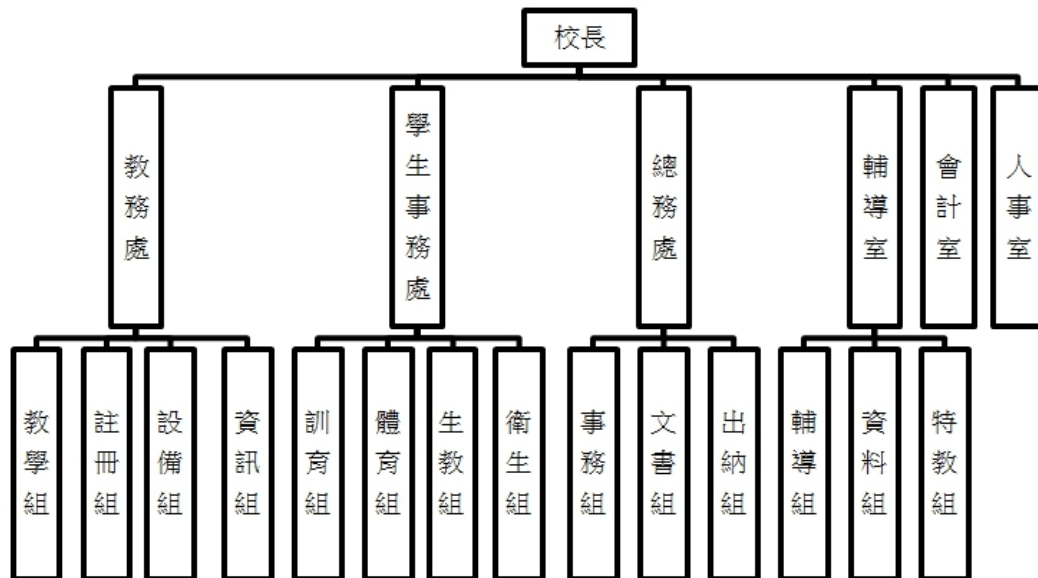 校長
教務處
學生事務處
總務處
輔導室
會計室
人事室
教學組
註冊組
設備組
資訊組
訓育組
體育組
生教組
衛生組
事務組
文書組
出納組
輔導組
資料組
特教組